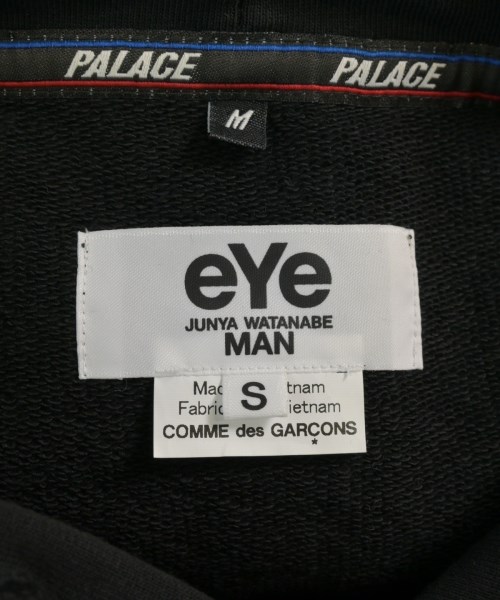 PALACE PALACE
M
eYe
JUNYA WATANABE
MAN
S
COMME des GARÇONS
*